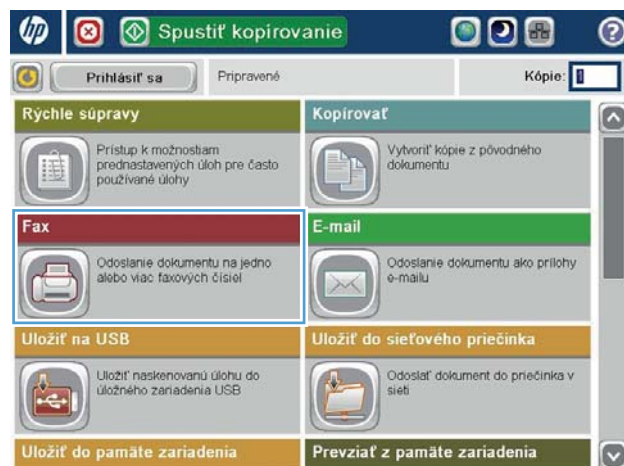 hp
Spustiť kopírovanie
?
Prihlásiť sa
Pripravené
Kópie: 1
Rýchle súpravy
Prístup k možnostiam
prednastavených úloh pre často
používané úlohy
Kopírovať
Vytvoriť kópie z pôvodného
dokumentu
Fax
Odoslanie dokumentu na jedno
alebo viac faxových čísiel
E-mail
Odoslanie dokumentu ako prílohy
e-mailu
Uložiť na USB
Uložiť naskenovanú úlohu do
úložného zariadenia USB
Uložiť do sieťového priečinka
Odoslať dokument do priečinka v
sieti
Uložiť do pamäte zariadenia
Prevziať z pamäte zariadenia